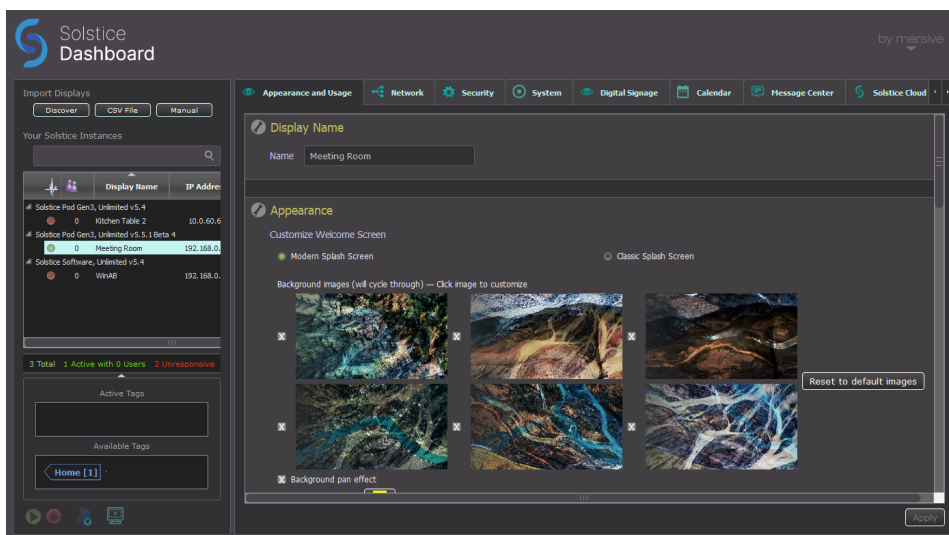 Solstice
Dashboard
by mersive
Import Displays
Discover CSV File Manual
Your Solstice Instances
Display Name IP Addre
Solstice Pod Gen3, Unlimited v5.4
0 Kitchen Table 2 10.0.60.6
Solstice Pod Gen3, Unlimited v5.5.1 Beta 4
0 Meeting Room 192.168.0.
Solstice Software, Unlimited v5.4
0 WinAB 192.168.0.
3 Total 1 Active with 0 Users 2 Unresponsive
Active Tags
Available Tags
Home [1]
Appearance and Usage Network Security System Digital Signage Calendar Message Center Solstice Cloud
Display Name
Name Meeting Room
Appearance
Customize Welcome Screen
Modern Splash Screen Classic Splash Screen
Background images (will cycle through) — Click image to customize
Reset to default images
Background pan effect
Apply